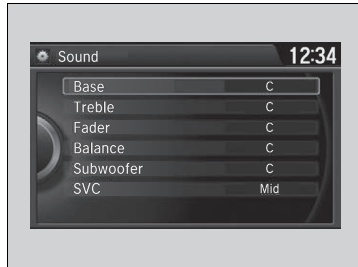 Sound 12:34
Base C
Treble C
Fader C
Balance C
Subwoofer C
SVC Mid